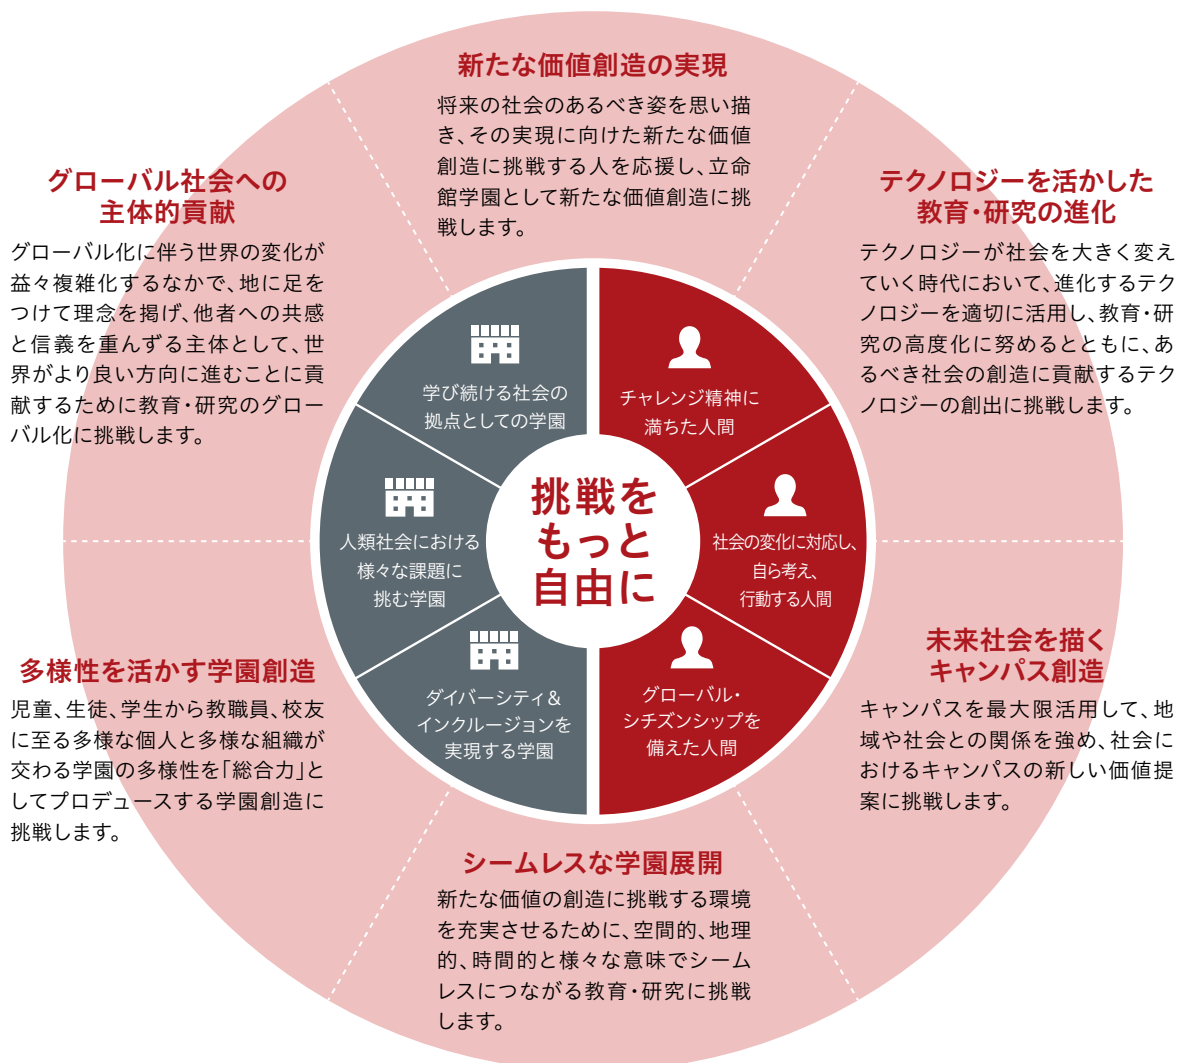 新たな価値創造の実現
将来の社会のあるべき姿を思い描
き、その実現に向けた新たな価値
創造に挑戦する人を応援し、立命
館学園として新たな価値創造に挑
戦します。
グローバル社会への
主体的貢献
グローバル化に伴う世界の変化が
益々複雑化するなかで、地に足を
つけて理念を掲げ、他者への共感
と信義を重んずる主体として、世
界がより良い方向に進むことに貢
献するために教育・研究のグロー
バル化に挑戦します。
テクノロジーを活かした
教育・研究の進化
テクノロジーが社会を大きく変え
ていく時代において、進化するテク
ノロジーを適切に活用し、教育・研
究の高度化に努めるとともに、あ
るべき社会の創造に貢献するテク
ノロジーの創出に挑戦します。
学び続ける社会の
拠点としての学園
チャレンジ精神に
満ちた人間
人類社会における
様々な課題に
挑む学園
挑戦を
もっと
自由に
社会の変化に対応し、
自ら考え、
行動する人間
ダイバーシティ&
インクルージョンを
実現する学園
グローバル・
シチズンシップを
備えた人間
多様性を活かす学園創造
児童、生徒、学生から教職員、校友
に至る多様な個人と多様な組織が
交わる学園の多様性を「総合力」と
してプロデュースする学園創造に
挑戦します。
未来社会を描く
キャンパス創造
キャンパスを最大限活用して、地
域や社会との関係を強め、社会に
おけるキャンパスの新しい価値提
案に挑戦します。
シームレスな学園展開
新たな価値の創造に挑戦する環境
を充実させるために、空間的、地理
的、時間的と様々な意味でシーム
レスにつながる教育・研究に挑戦
します。